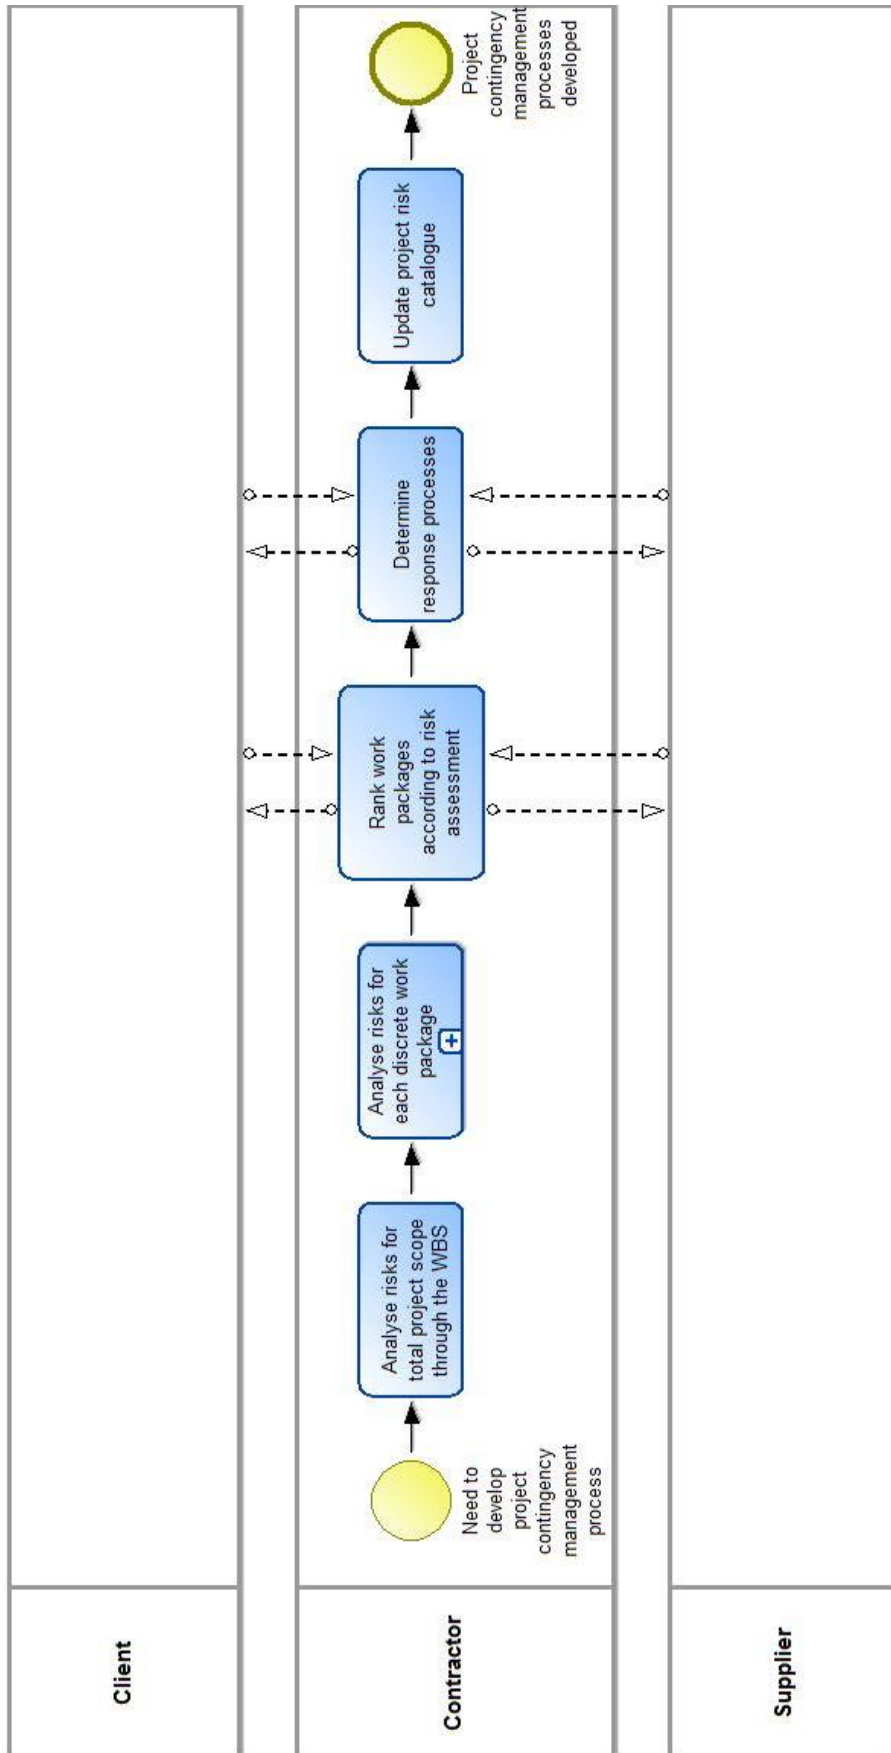 Client
Contractor
Supplier
Need to
develop
project
contingency
management
process
Analyse risks for
total project scope
through the WBS
Analyse risks for
each discrete work
package
Rank work
packages
according to risk
assessment
Determine
response processes
Update project risk
catalogue
Project
contingency
management
processes
developed